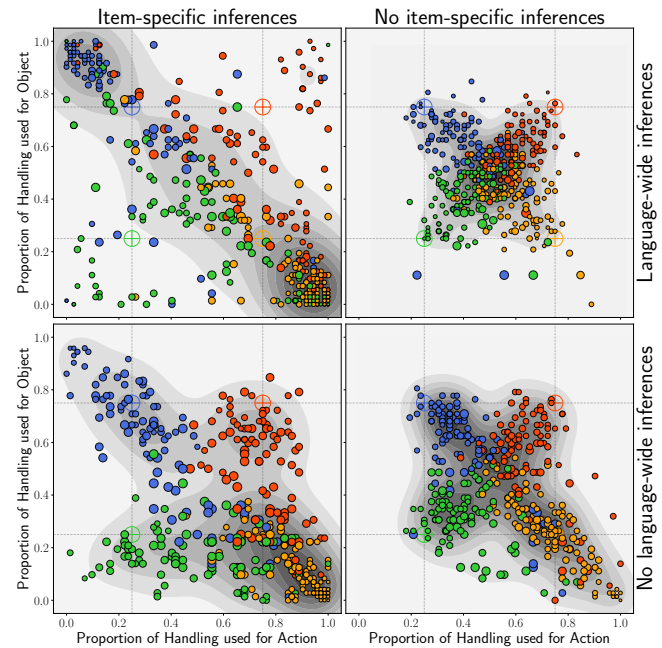 Item-specific inferences
No item-specific inferences
Proportion of Handling used for Object
1.0
0.8
0.6
0.4
0.2
0.0
Language-wide inferences
Proportion of Handling used for Object
1.0
0.8
0.6
0.4
0.2
0.0
No language-wide inferences
0.0 0.2 0.4 0.6 0.8 1.0
0.0 0.2 0.4 0.6 0.8 1.0
Proportion of Handling used for Action
Proportion of Handling used for Action